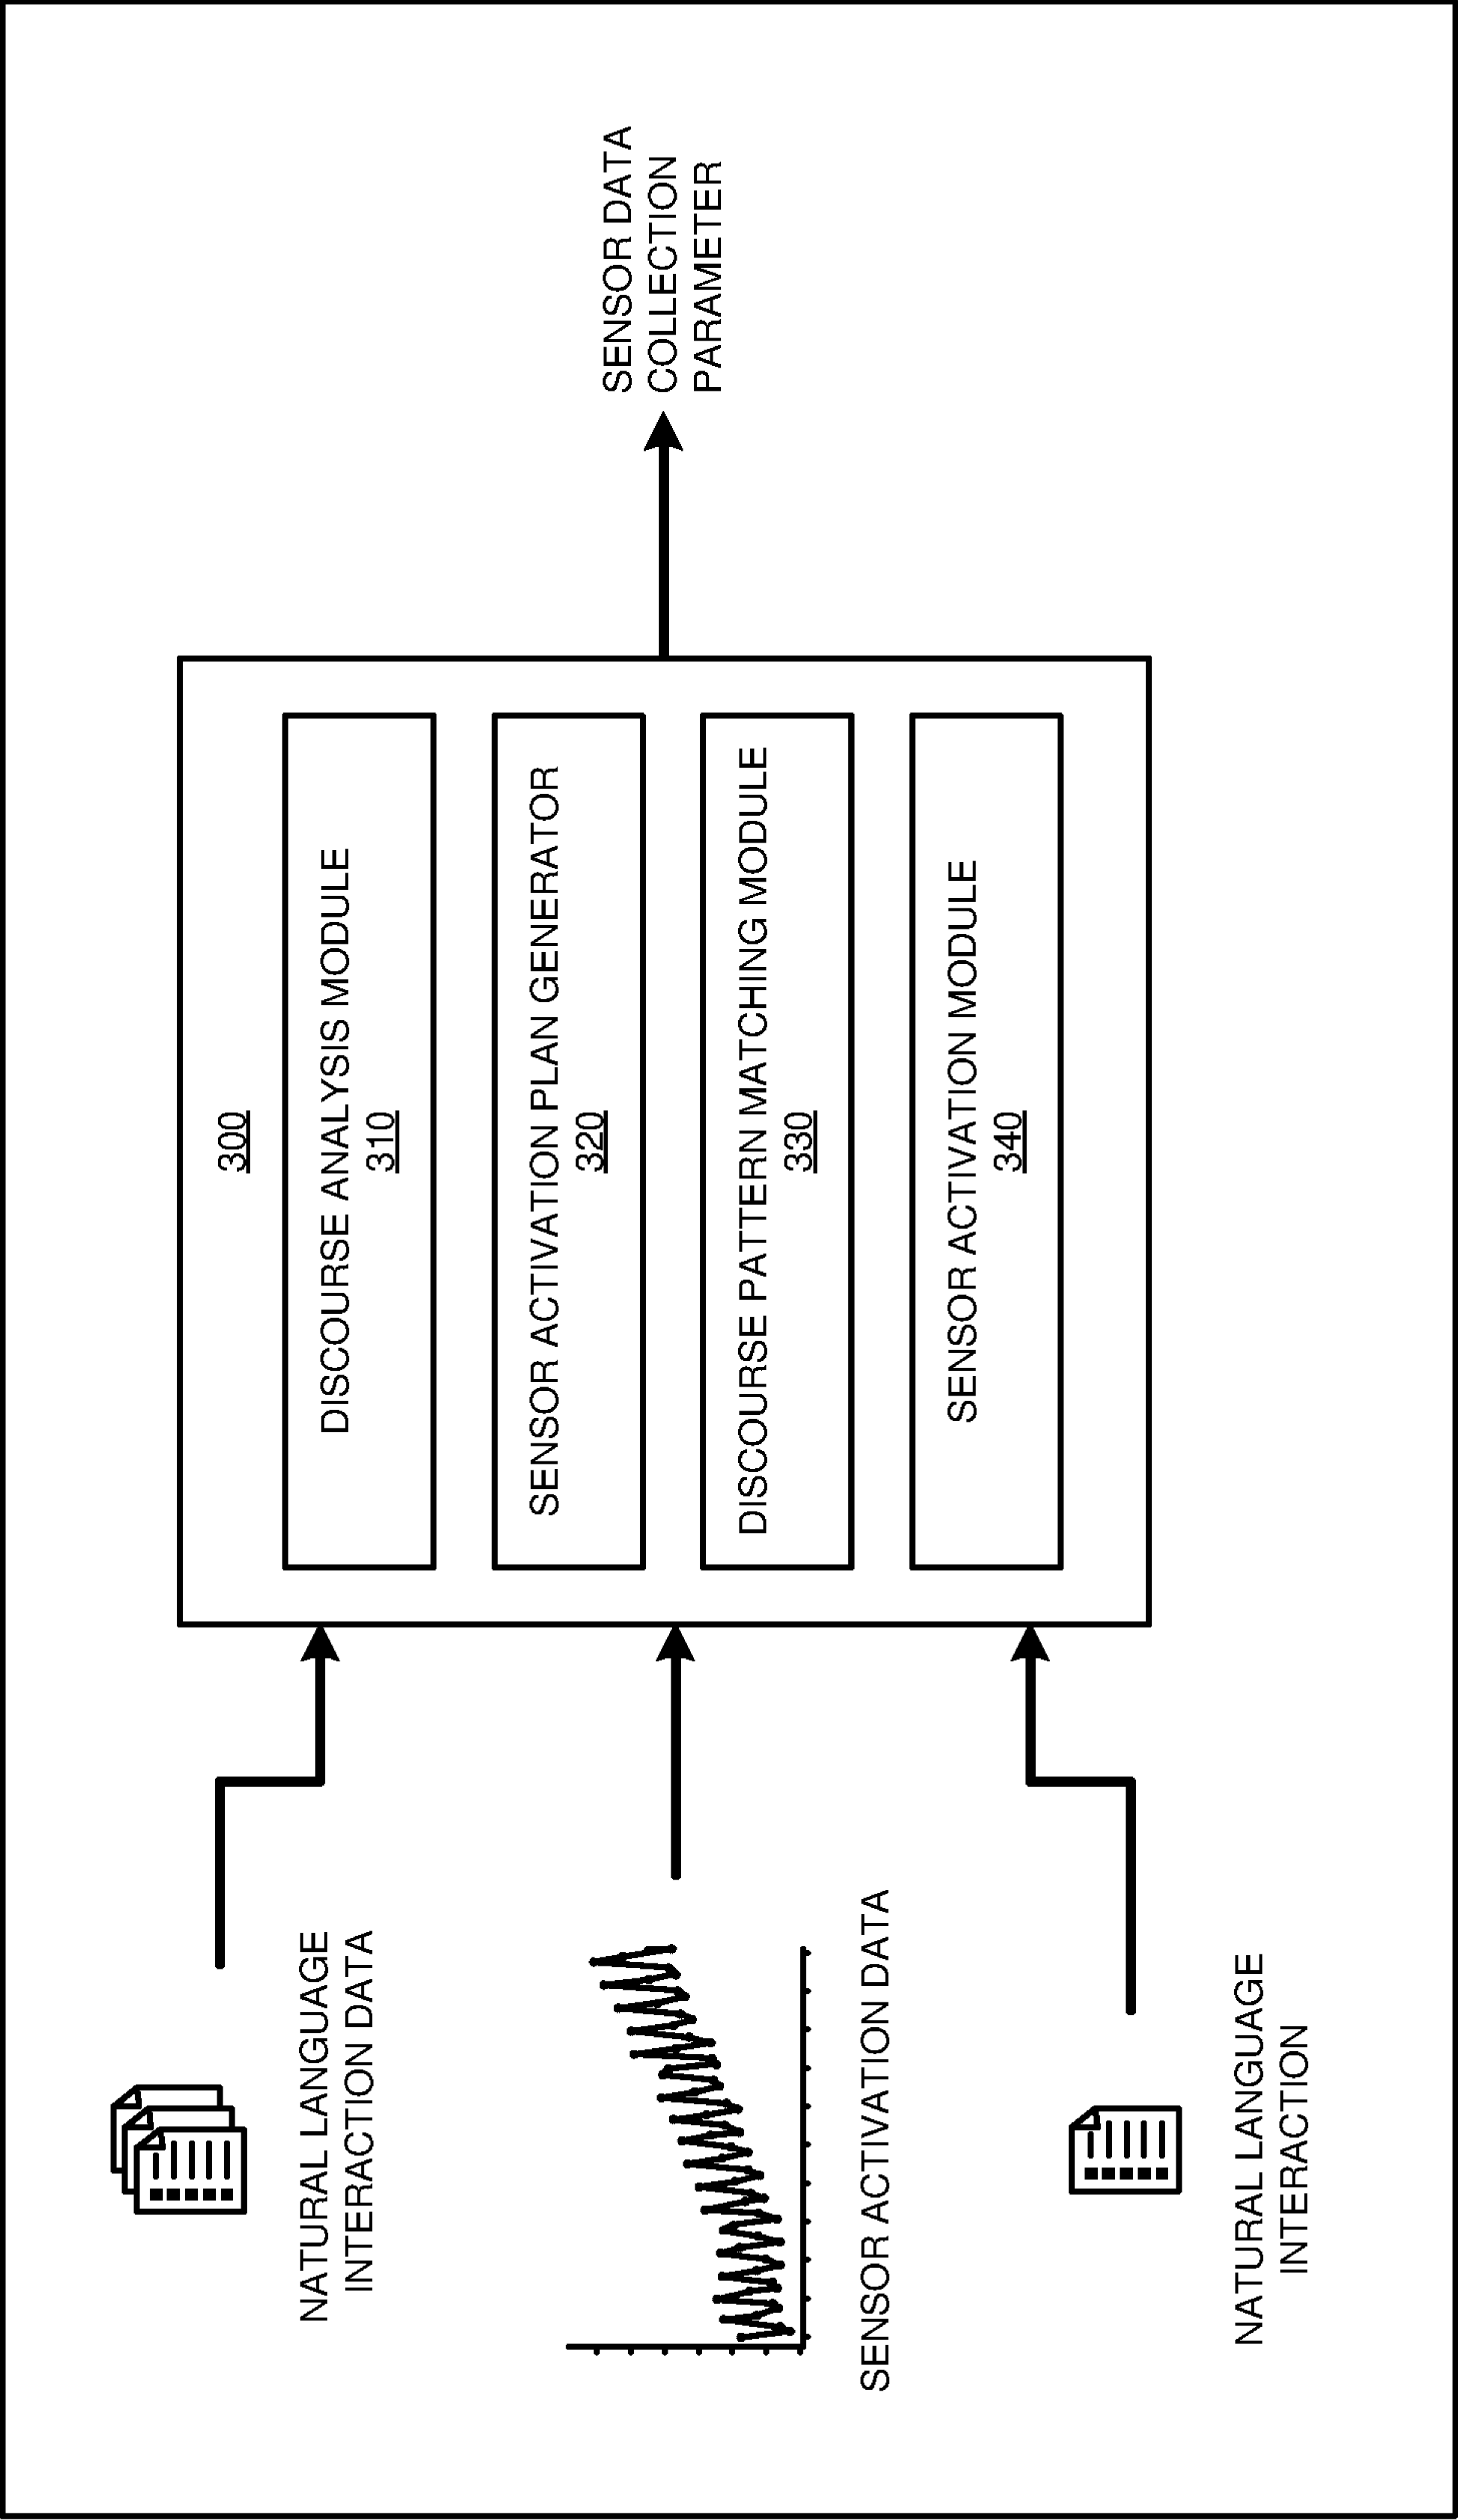 NATURAL LANGUAGE
INTERACTION DATA
SENSOR ACTIVATION DATA
NATURAL LANGUAGE
INTERACTION
300
DISCOURSE ANALYSIS MODULE
310
SENSOR ACTIVATION PLAN GENERATOR
320
DISCOURSE PATTERN MATCHING MODULE
330
SENSOR ACTIVATION MODULE
340
SENSOR DATA
COLLECTION
PARAMETER